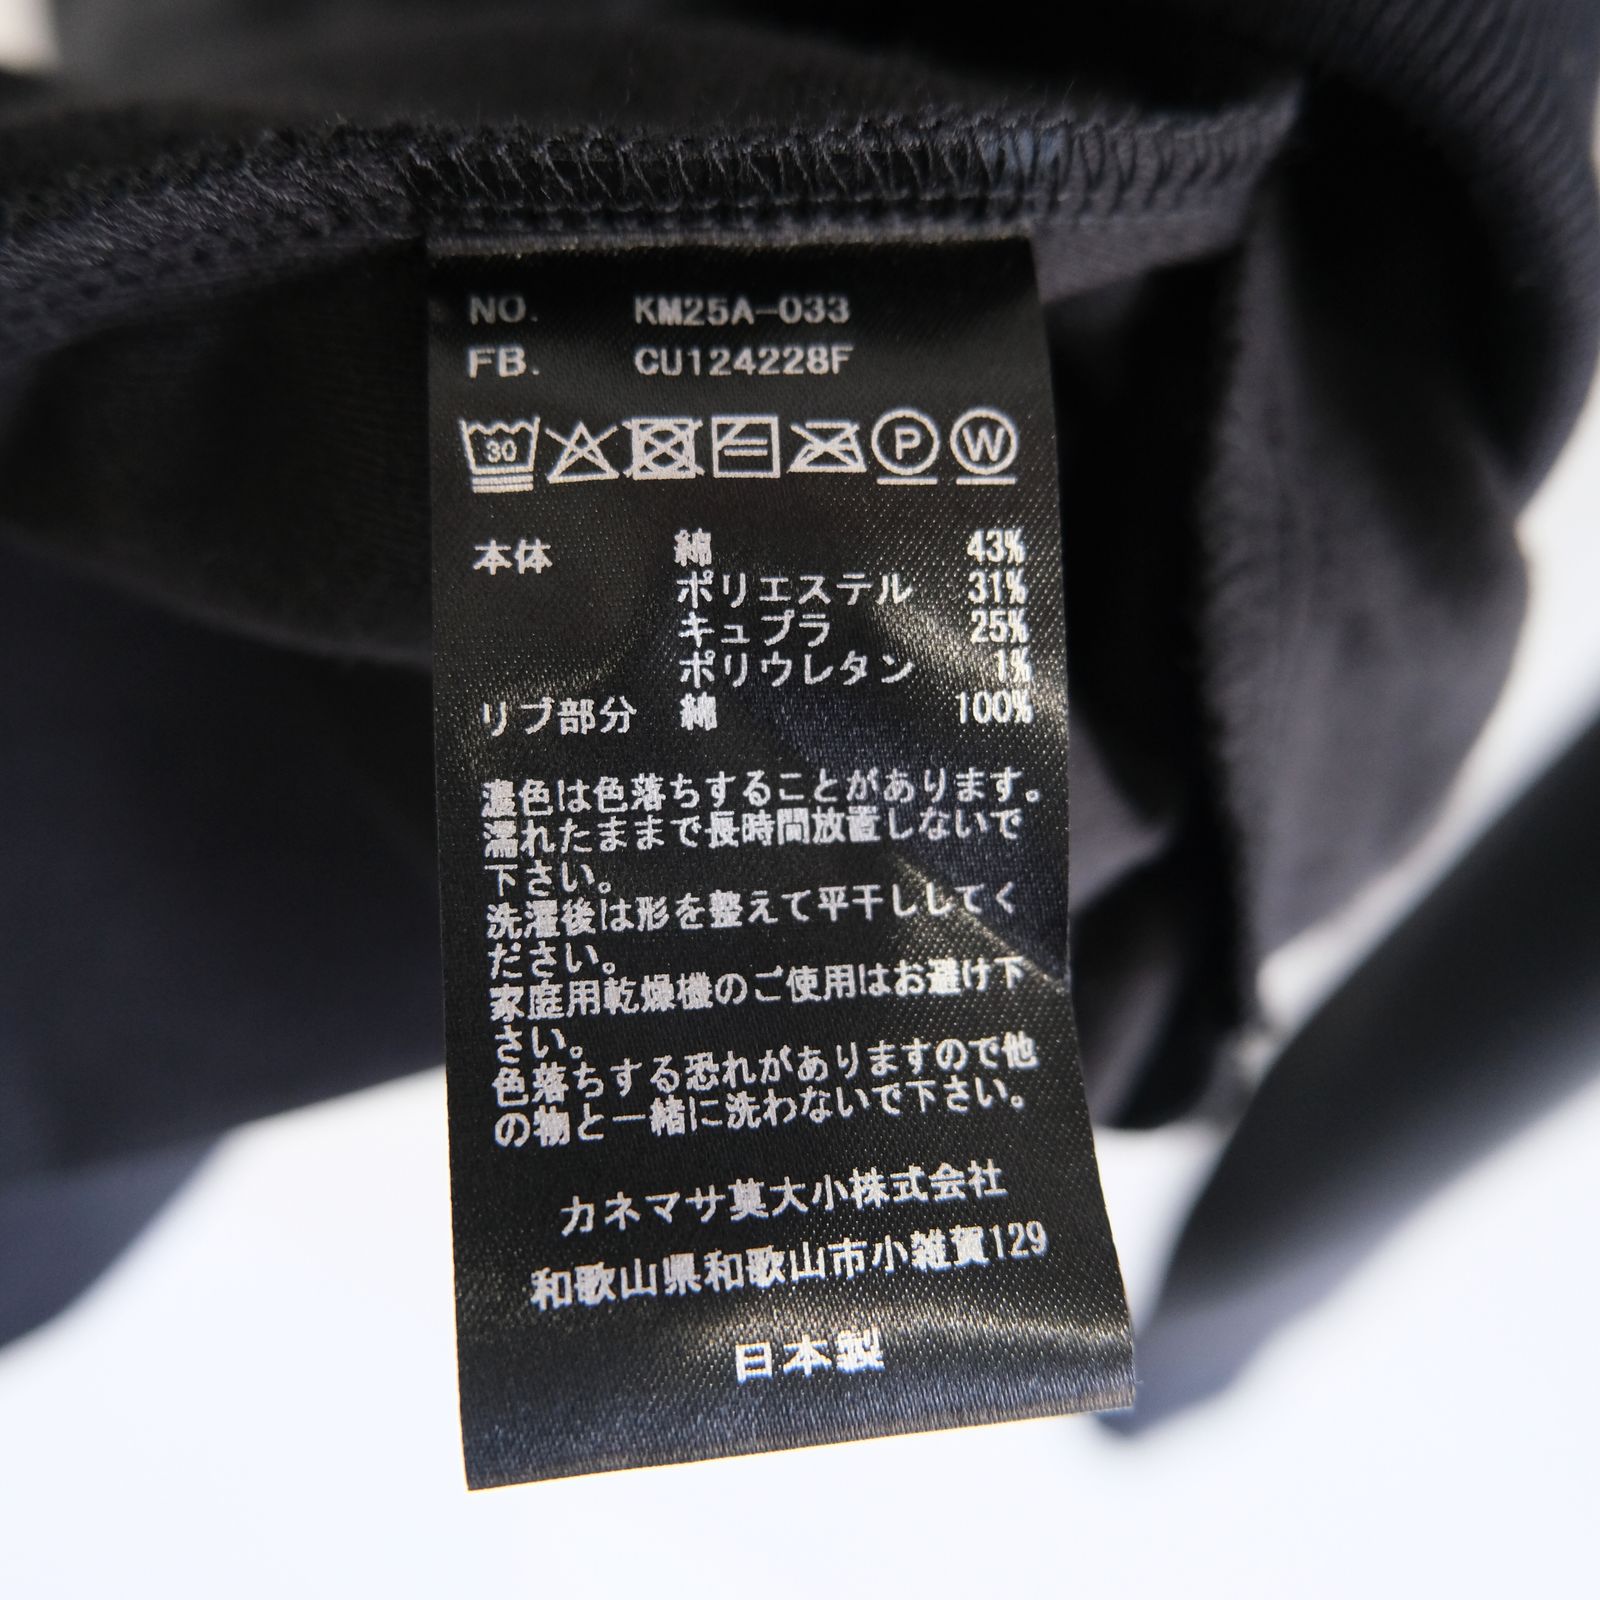 NO. KM25A-033
FB. CU124228F
30 P W
本体 綿 43%
ポリエステル 31%
キュプラ 25%
ポリウレタン 1%
リブ部分 綿 100%
濃色は色落ちすることがあります。
濡れたままで長時間放置しないで
下さい。
洗濯後は形を整えて平干ししてく
ださい。
家庭用乾燥機のご使用はお避け下
さい。
色落ちする恐れがありますので他
の物と一緒に洗わないで下さい。
カネマサ莫大小株式会社
和歌山県和歌山市小雑賀129
日本製